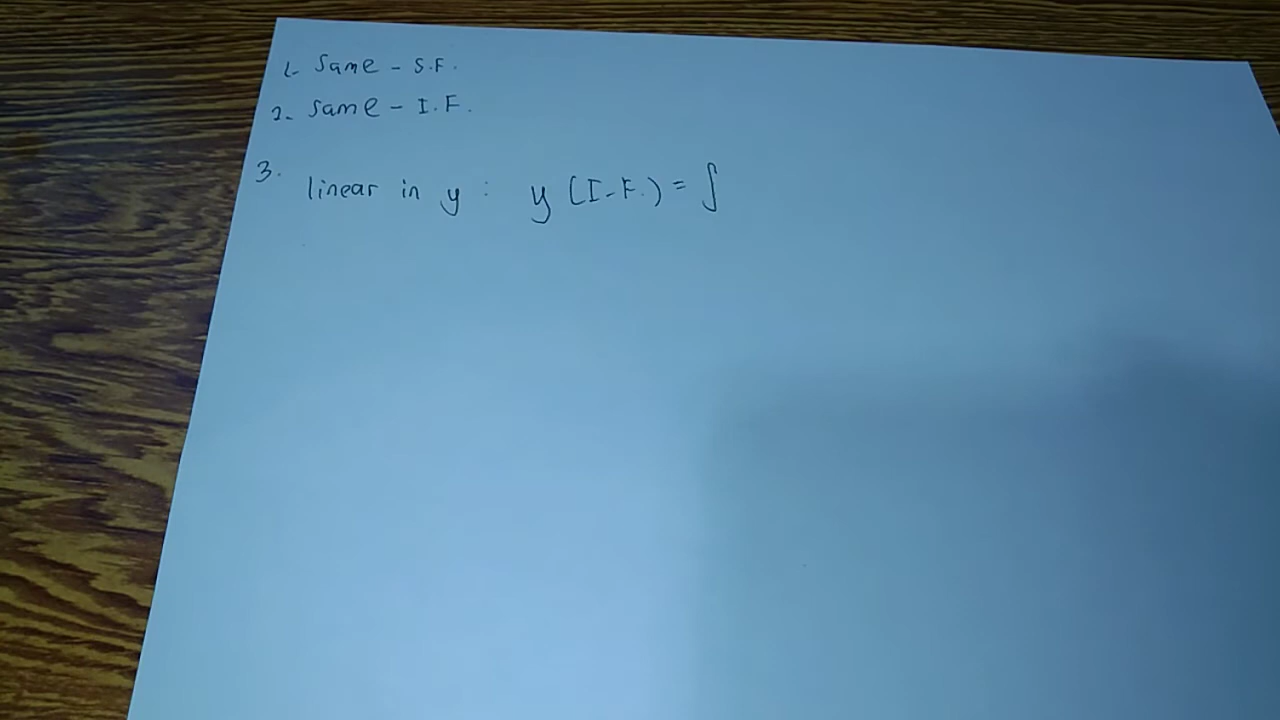 1. Same - S.F.
2. Same - I.F.
3. linear in y : y (I.F.) = ∫